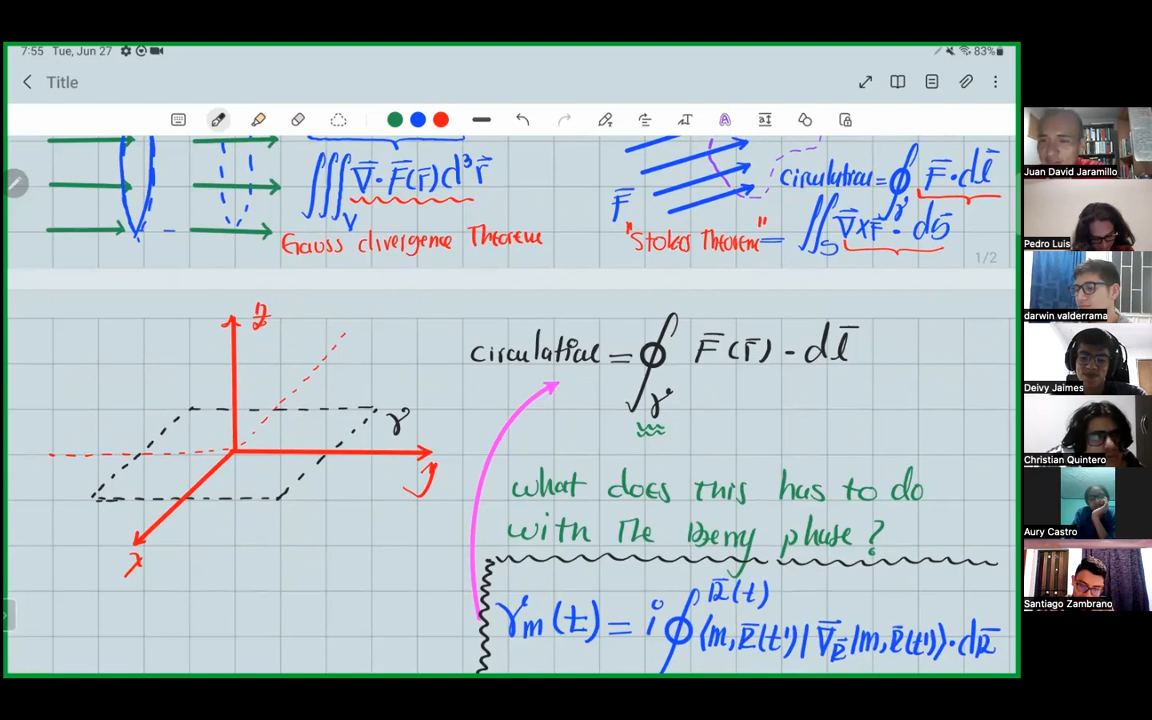 7:55 Tue, Jun 27
83%
Title
∭_V ∇⃗·F⃗(r⃗)d³r⃗
Gauss divergence Theorem
F⃗
circulation = ∮_γ F⃗·dl⃗
"Stokes Theorem" = ∬_S ∇⃗×F⃗·dS⃗
1/2
z
γ
y
x
circulation = ∮_γ F⃗(r⃗)·dl⃗
what does this has to do
with The Berry phase?
γ_m(t) = i∮^R⃗(t) ⟨m,R⃗(t')|∇⃗_R⃗|m,R⃗(t')⟩·dR⃗
Juan David Jaramillo
Pedro Luis
darwin valderrama
Deivy Jaimes
Christian Quintero
Aury Castro
Santiago Zambrano